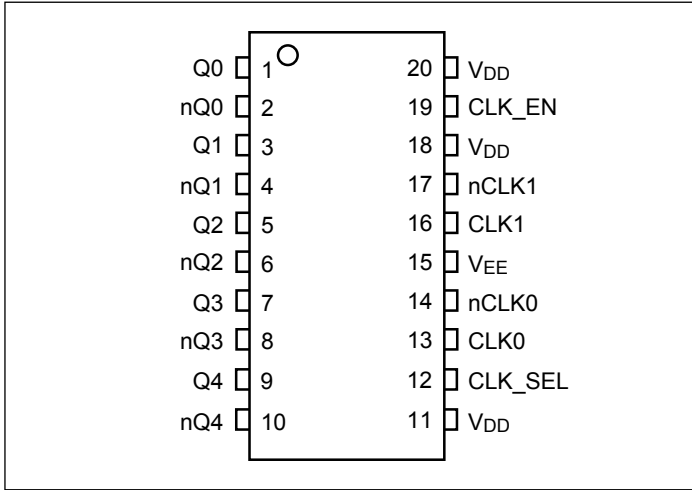 Q0 1 20 VDD
nQ0 2 19 CLK_EN
Q1 3 18 VDD
nQ1 4 17 nCLK1
Q2 5 16 CLK1
nQ2 6 15 VEE
Q3 7 14 nCLK0
nQ3 8 13 CLK0
Q4 9 12 CLK_SEL
nQ4 10 11 VDD